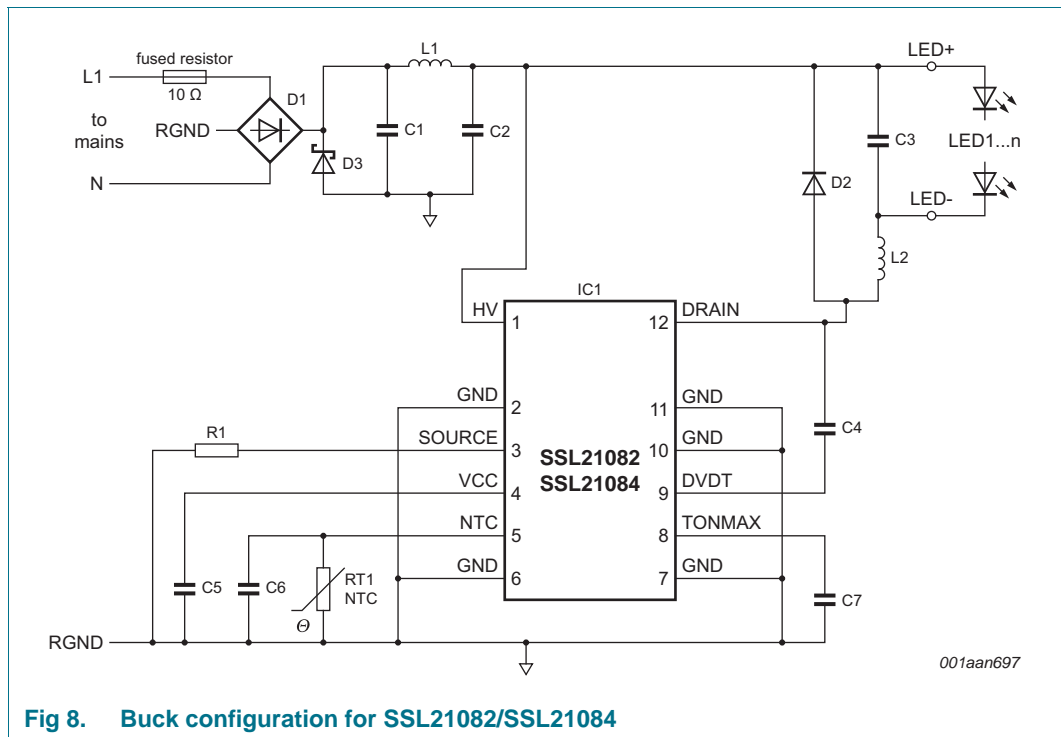 fused resistor
L1
10 Ω
to
mains
RGND
N
D1
D3
C1
L1
C2
LED+
LED1...n
LED-
C3
D2
L2
IC1
HV
1
GND
2
SOURCE
3
VCC
4
NTC
5
GND
6
SSL21082
SSL21084
12
DRAIN
11
GND
10
GND
9
DVDT
8
TONMAX
7
GND
R1
C4
C5
C6
RT1
NTC
Θ
C7
RGND
001aan697
Fig 8. Buck configuration for SSL21082/SSL21084